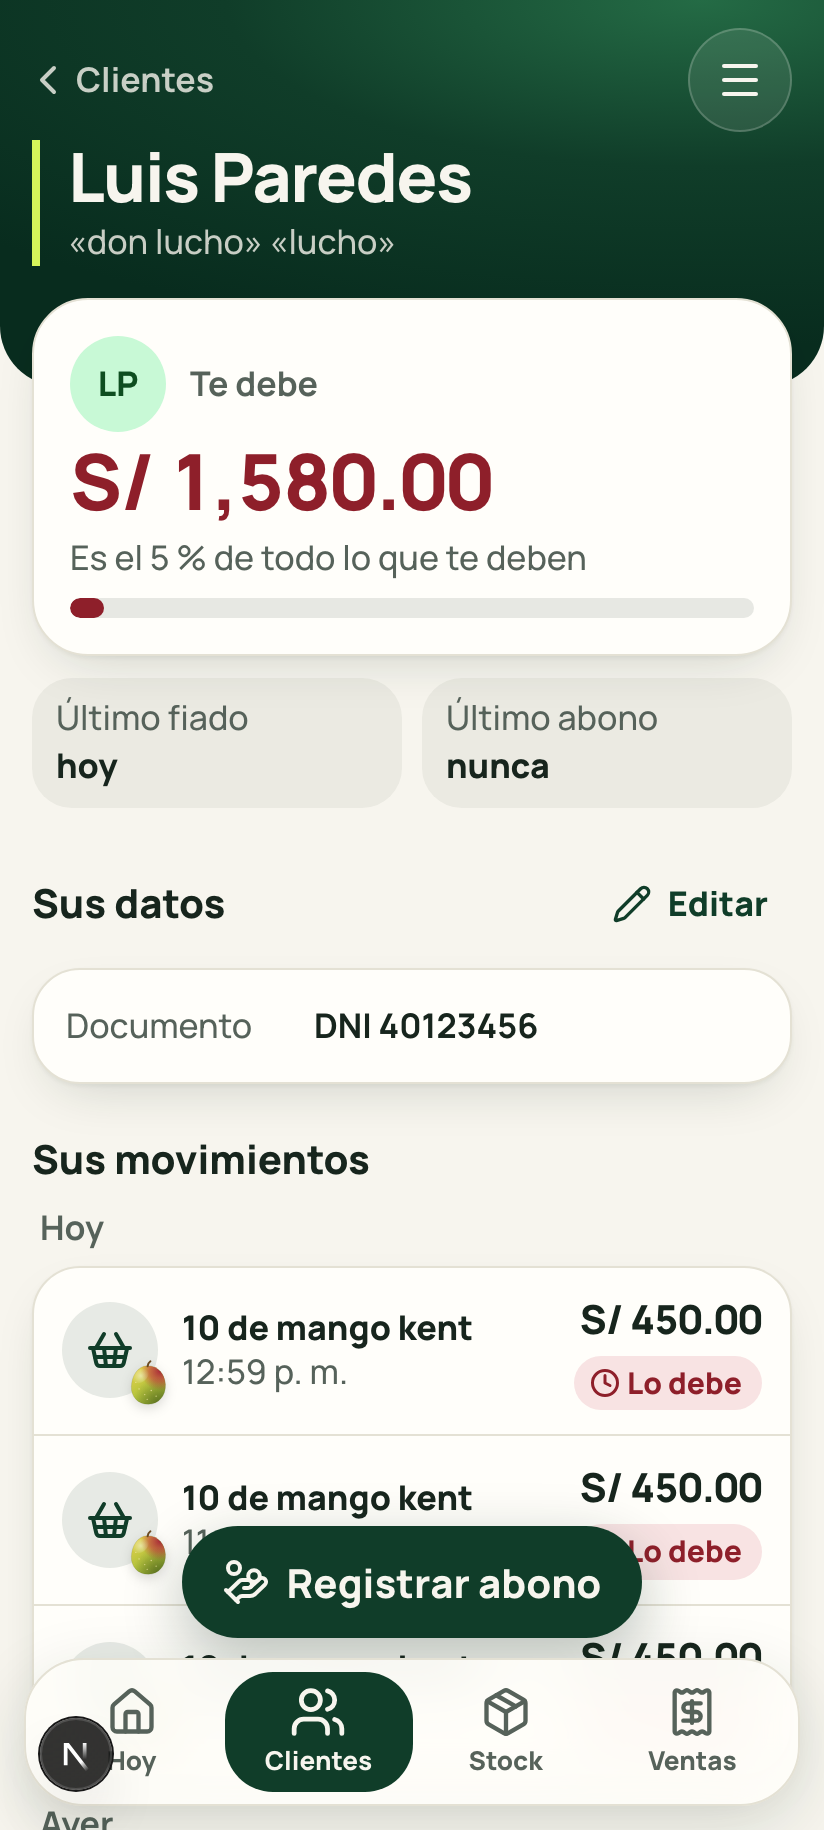 Clientes
Luis Paredes
«don lucho» «lucho»
LP
Te debe
S/ 1,580.00
Es el 5 % de todo lo que te deben
Último fiado
hoy
Último abono
nunca
Sus datos
Editar
Documento
DNI 40123456
Sus movimientos
Hoy
10 de mango kent
S/ 450.00
12:59 p. m.
Lo debe
10 de mango kent
S/ 450.00
Lo debe
Registrar abono
S/ 450.00
N
Hoy
Clientes
Stock
Ventas
Ayer